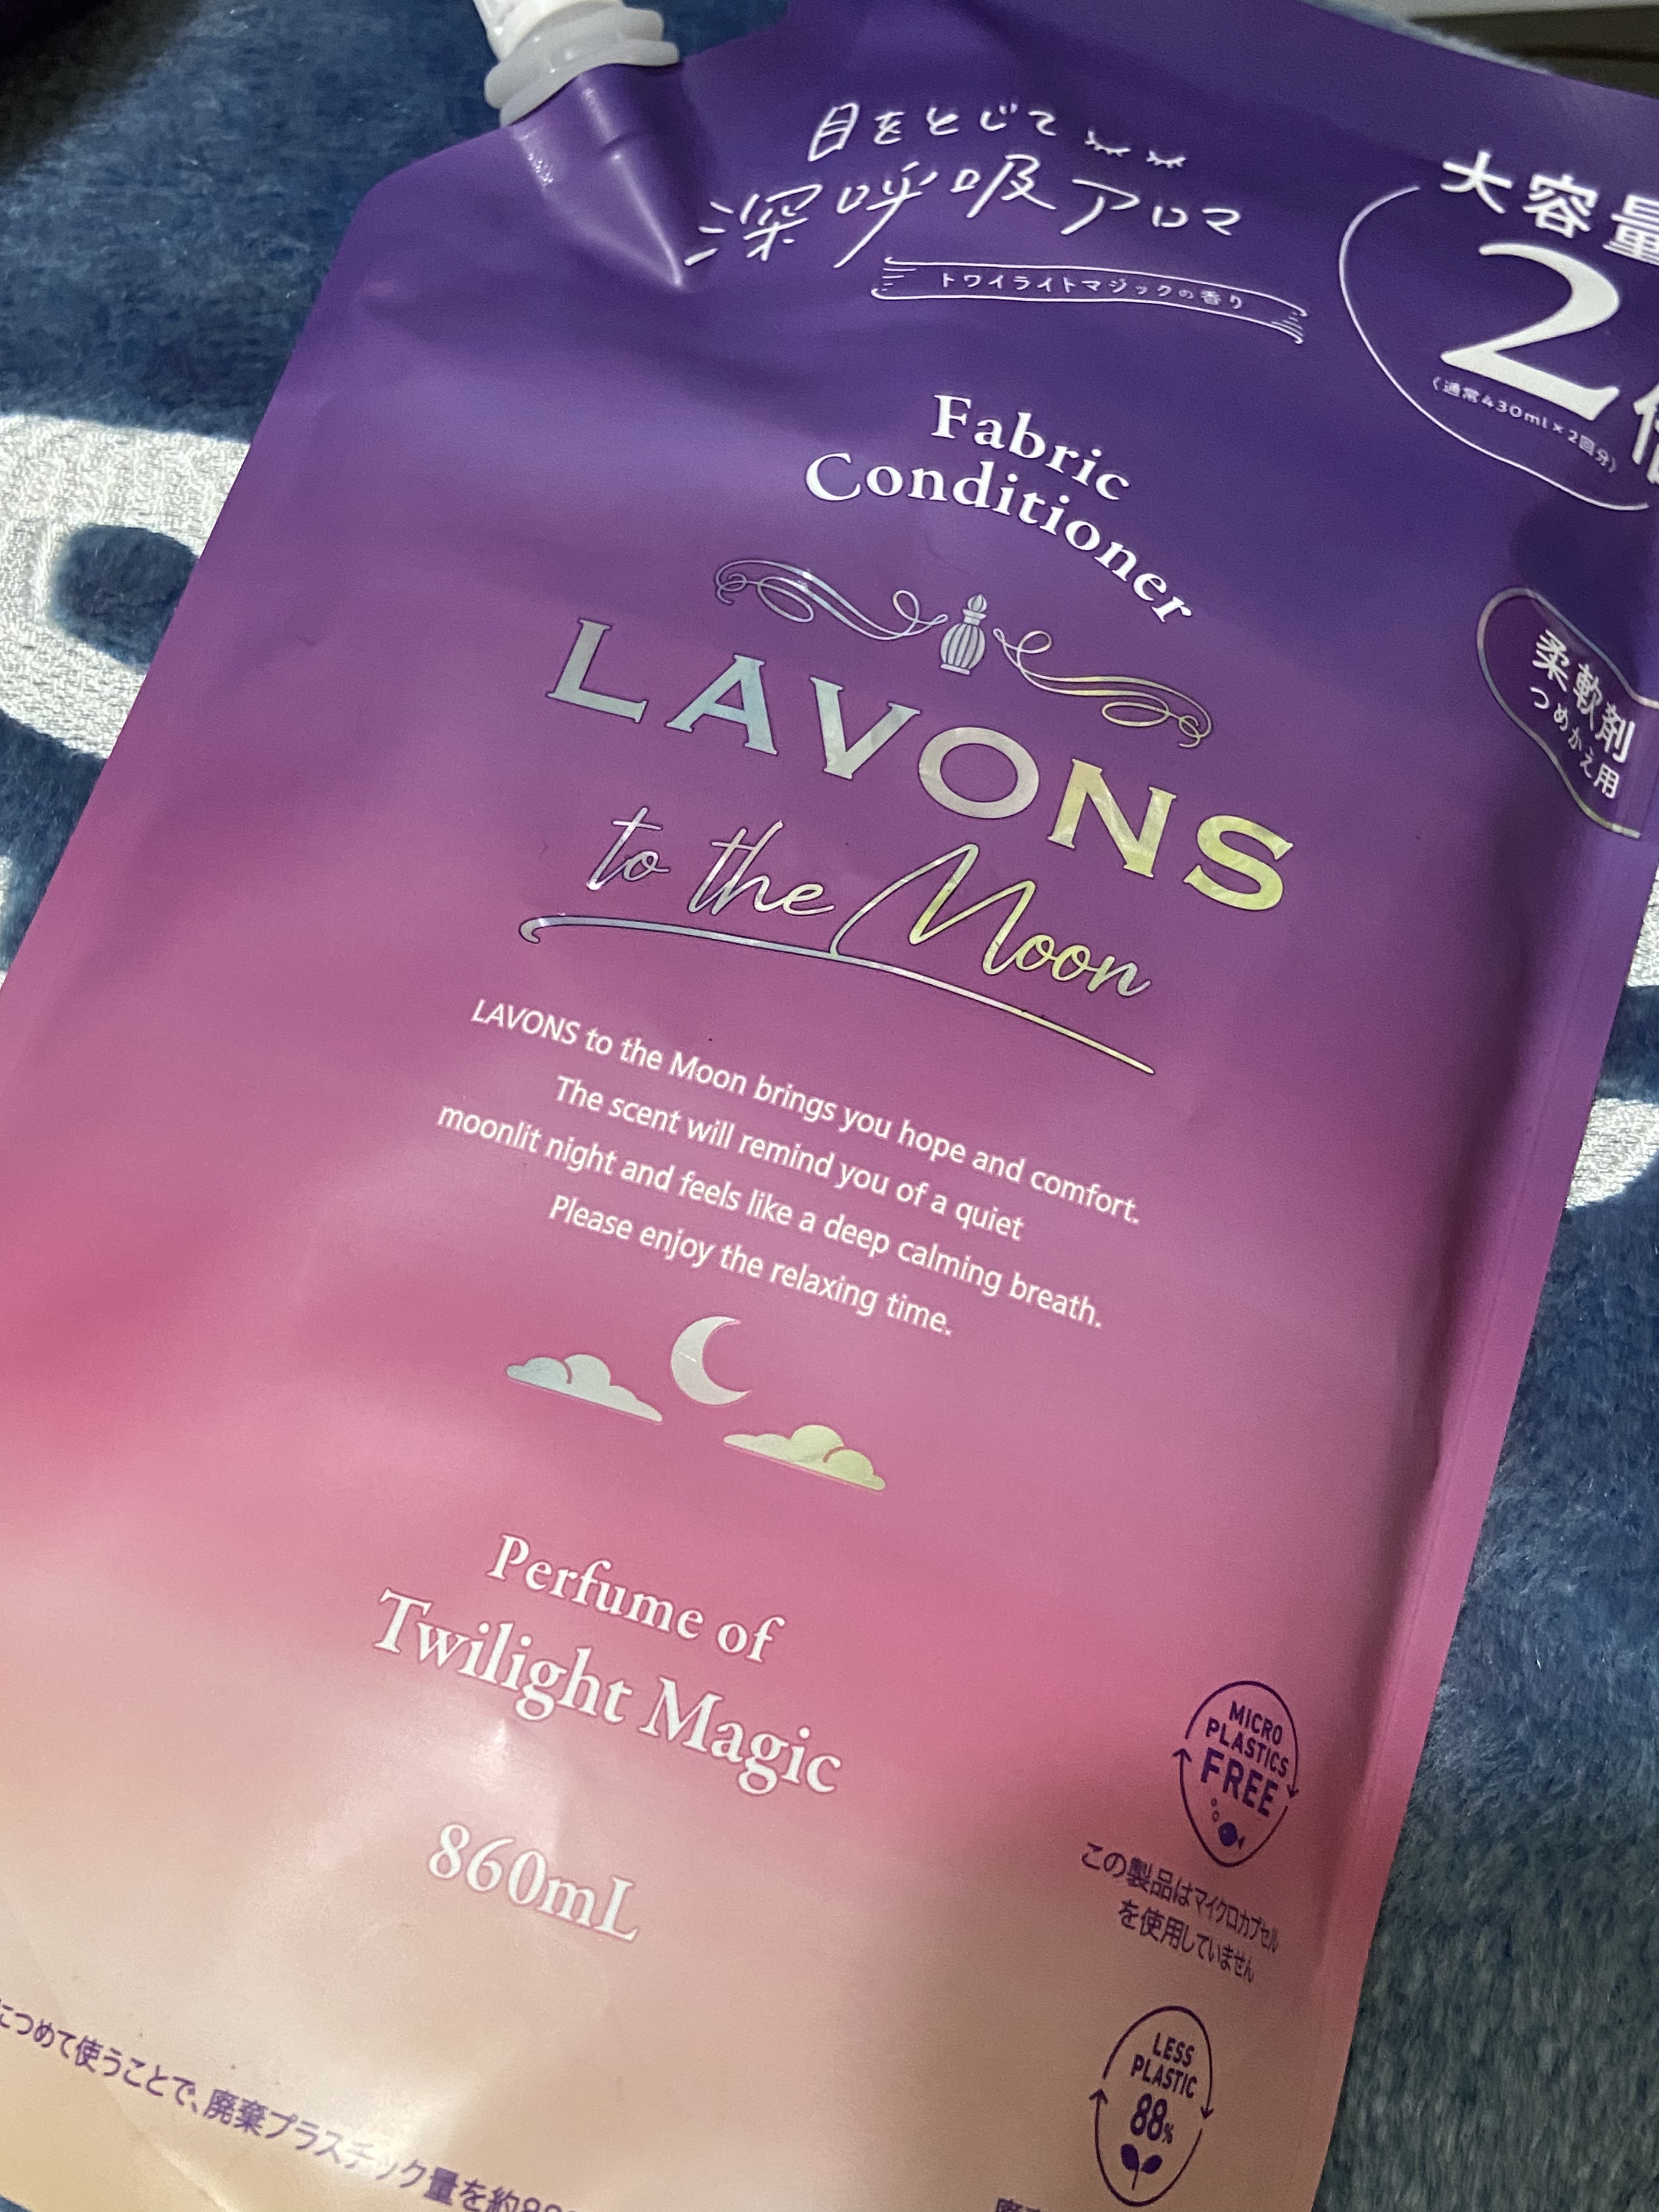 目をとじて
深呼吸アロマ
トワイライトマジックの香り
大容量
2倍
(通常430ml×2回分)
Fabric
Conditioner
柔軟剤
つめかえ用
LAVONS
to the Moon
LAVONS to the Moon brings you hope and comfort.
The scent will remind you of a quiet
moonlit night and feels like a deep calming breath.
Please enjoy the relaxing time.
Perfume of
Twilight Magic
860mL
MICRO
PLASTICS
FREE
この製品はマイクロカプセル
を使用していません
LESS
PLASTIC
88%
につめて使うことで、廃棄プラスチック量を約88